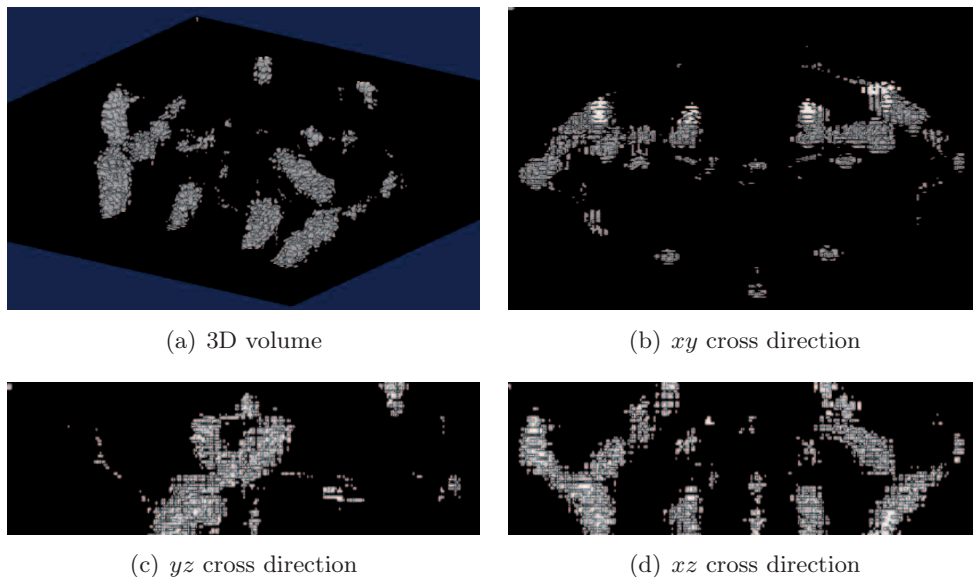 (a) 3D volume
(b) xy cross direction
(c) yz cross direction
(d) xz cross direction